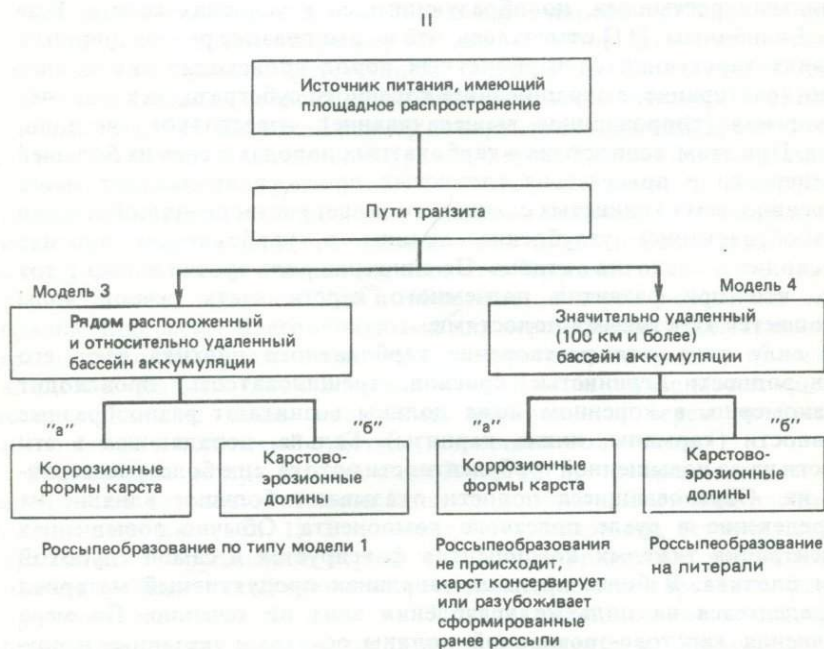 II
Источник питания, имеющий
площадное распространение
Пути транзита
Модель 3
Рядом расположенный
и относительно удаленный
бассейн аккумуляции
Модель 4
Значительно удаленный
(100 км и более)
бассейн аккумуляции
"а"
Коррозионные
формы карста
"б"
Карстово-
эрозионные
долины
"а"
Коррозионные
формы карста
"б"
Карстово-
эрозионные
долины
Россыпеобразование по типу модели 1
Россыпеобразования
не происходит,
карст консервирует
или разубоживает
сформированные
ранее россыпи
Россыпеобразование
на литерали